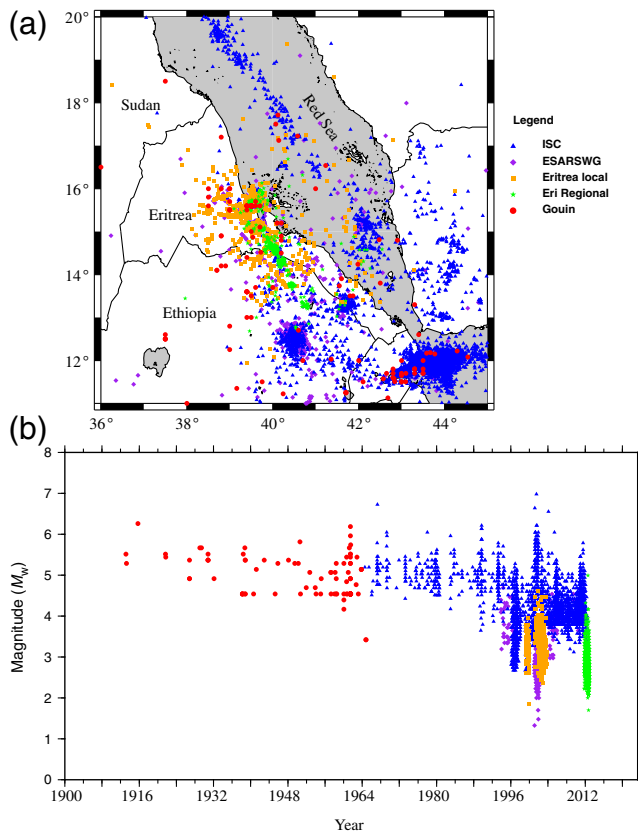 (a)
20°
18°
16°
14°
12°
36°
38°
40°
42°
44°
Sudan
Red Sea
Eritrea
Ethiopia
Legend
ISC
ESARSWG
Eritrea local
Eri Regional
Gouin
(b)
8
7
6
5
4
3
2
1
0
Magnitude (Mw)
1900 1916 1932 1948 1964 1980 1996 2012
Year